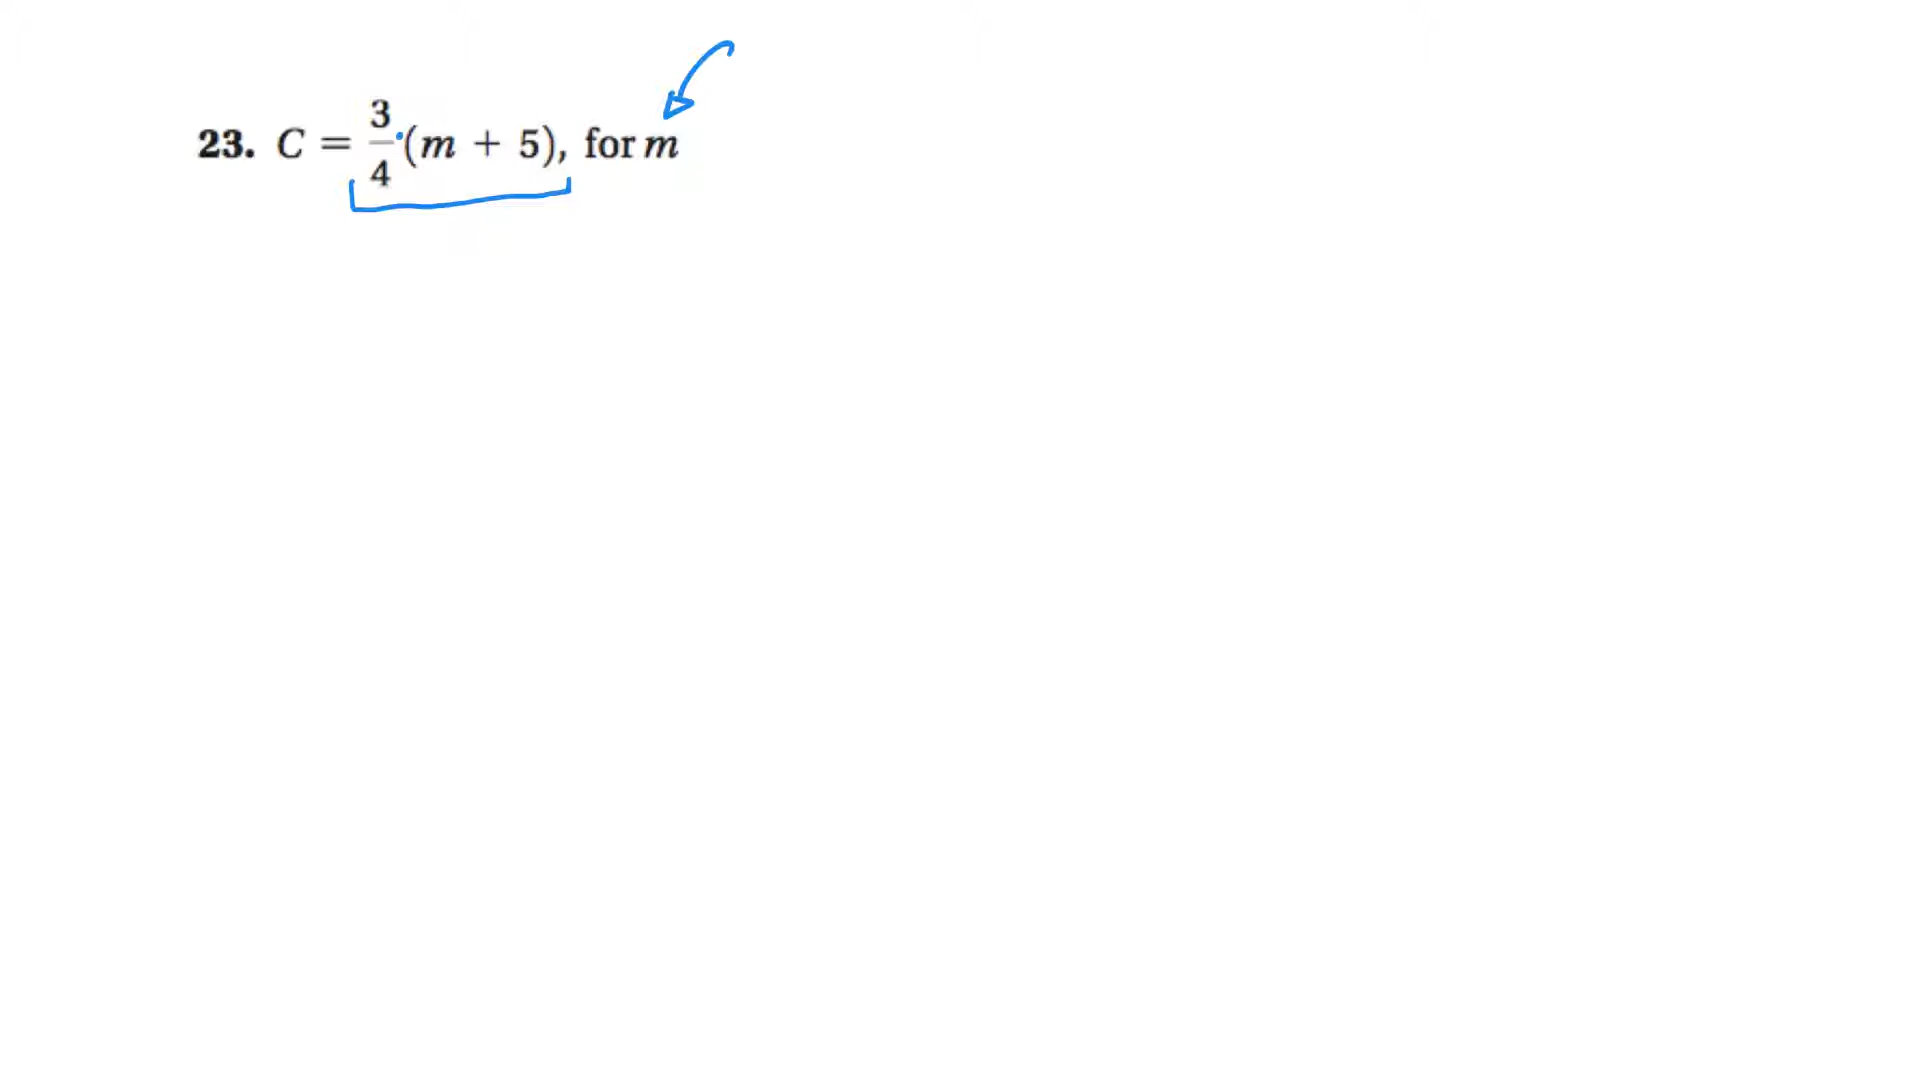 23. C = 3/4 · (m + 5), for m